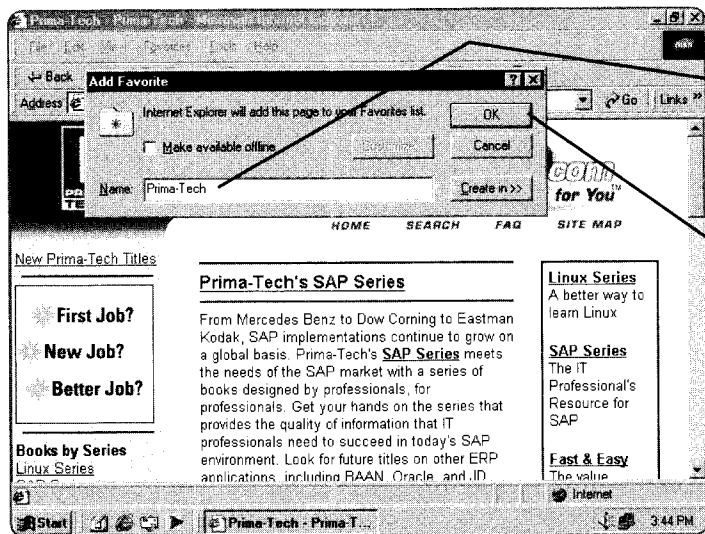 Prima-Tech - Prima-Tech - Microsoft Internet
File Edit View Favorites Tools Help
Back
Address
Go
Links »
Add Favorite
Internet Explorer will add this page to your Favorites list.
OK
Make available offline
Customize
Cancel
Name:
Prima-Tech
Create in >>
com
for You™
HOME SEARCH FAQ SITE MAP
New Prima-Tech Titles
First Job?
New Job?
Better Job?
Books by Series
Linux Series
Prima-Tech's SAP Series
From Mercedes Benz to Dow Corning to Eastman
Kodak, SAP implementations continue to grow on
a global basis. Prima-Tech's SAP Series meets
the needs of the SAP market with a series of
books designed by professionals, for
professionals. Get your hands on the series that
provides the quality of information that IT
professionals need to succeed in today's SAP
environment. Look for future titles on other ERP
applications, including BAAN, Oracle, and JD
Linux Series
A better way to
learn Linux
SAP Series
The IT
Professional's
Resource for
SAP
Fast & Easy
The value
Internet
Start
Prima-Tech - Prima-T...
3:44 PM